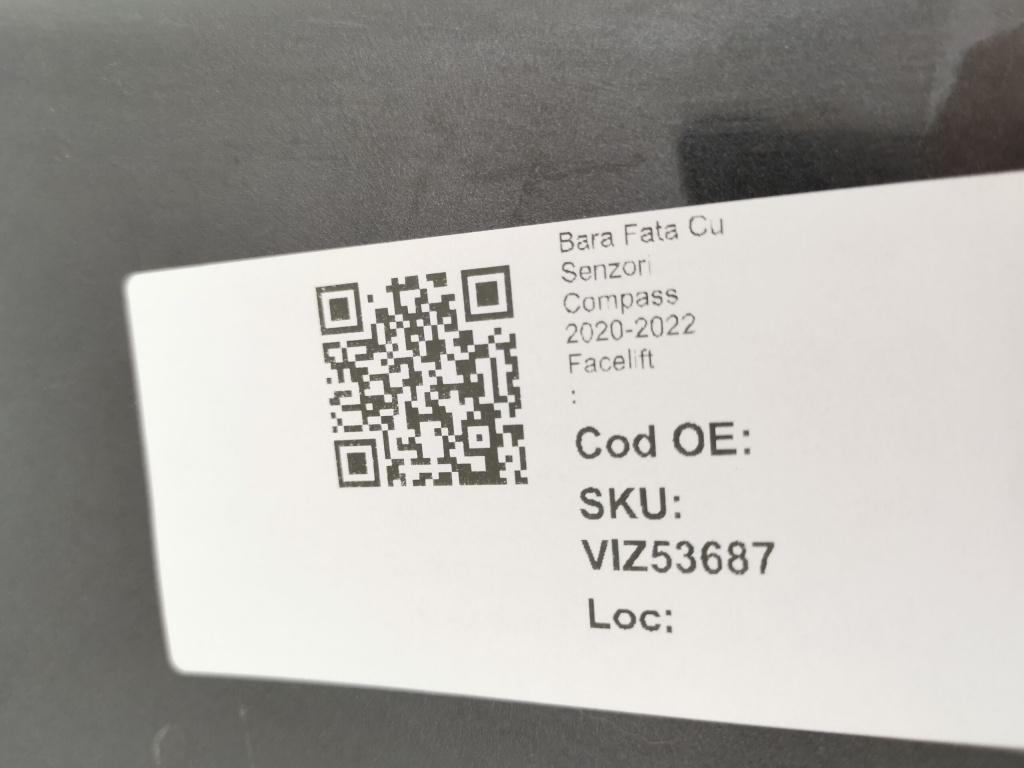 Bara Fata Cu
Senzori
Compass
2020-2022
Facelift
:
Cod OE:
SKU:
VIZ53687
Loc: